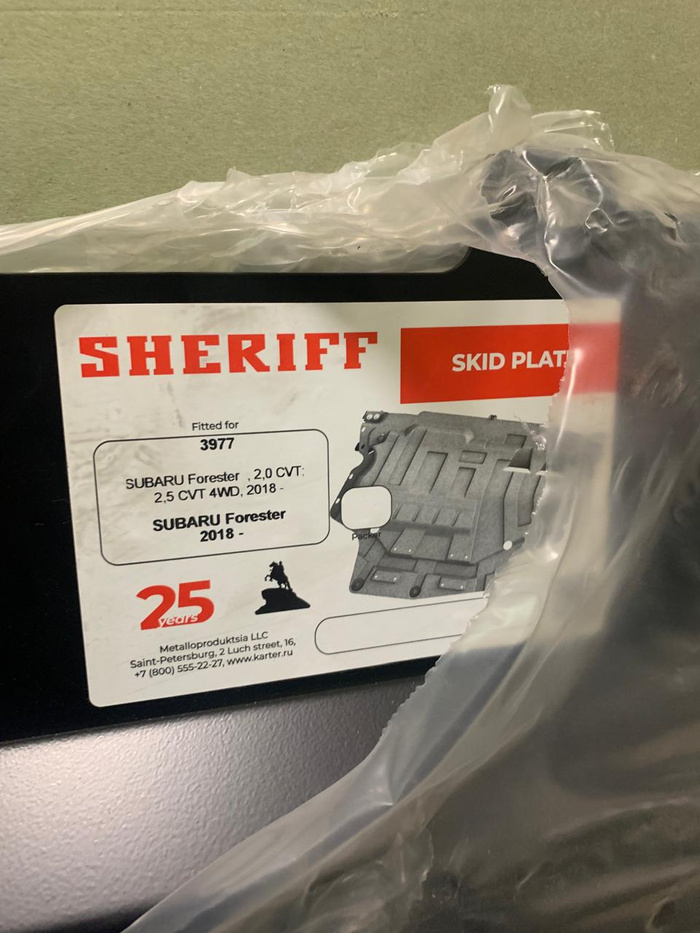 SHERIFF
SKID PLAT
Fitted for
3977
SUBARU Forester , 2,0 CVT;
2,5 CVT 4WD, 2018 -
SUBARU Forester
2018 -
Packer
25
years
Metalloproduktsia LLC
Saint-Petersburg, 2 Luch street, 16,
+7 (800) 555-22-27, www.karter.ru